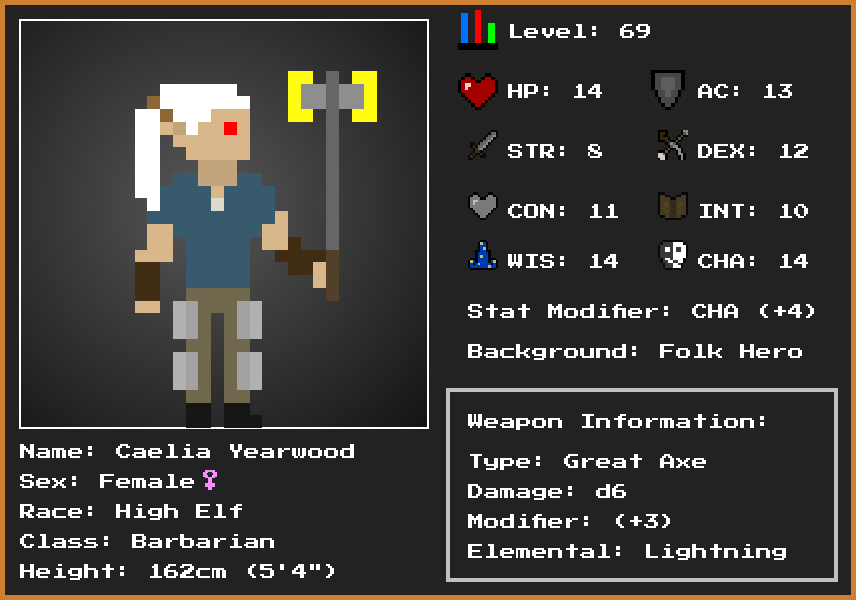 Level: 69
HP: 14 AC: 13
STR: 8 DEX: 12
CON: 11 INT: 10
WIS: 14 CHA: 14
Stat Modifier: CHA (+4)
Background: Folk Hero
Name: Caelia Yearwood
Sex: Female♀
Race: High Elf
Class: Barbarian
Height: 162cm (5'4")
Weapon Information:
Type: Great Axe
Damage: d6
Modifier: (+3)
Elemental: Lightning